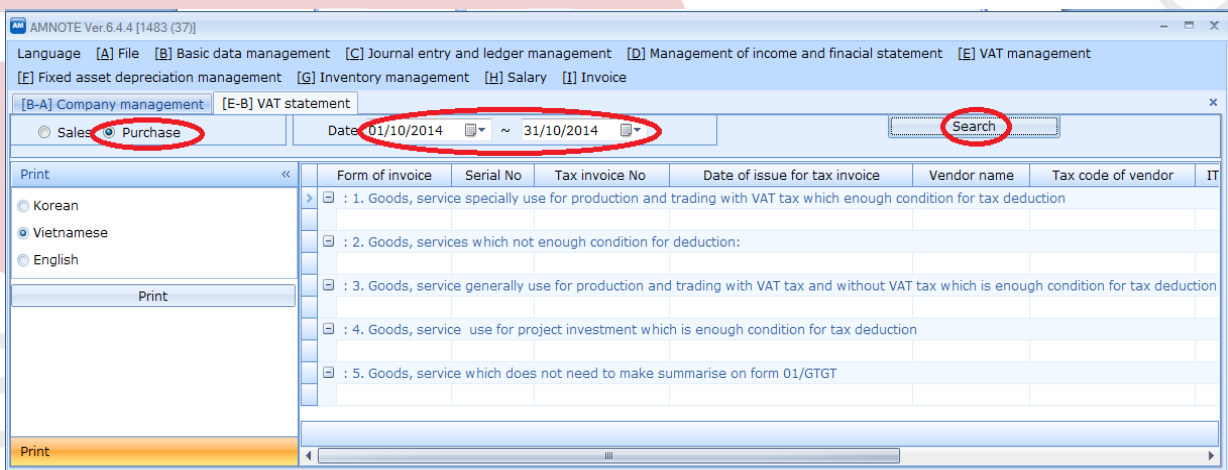 AM AMNOTE Ver.6.4.4 [1483 (37)]
Language [A] File [B] Basic data management [C] Journal entry and ledger management [D] Management of income and finacial statement [E] VAT management
[F] Fixed asset depreciation management [G] Inventory management [H] Salary [I] Invoice
[B-A] Company management [E-B] VAT statement
Sales Purchase Date 01/10/2014 ~ 31/10/2014 Search
Print « Form of invoice Serial No Tax invoice No Date of issue for tax invoice Vendor name Tax code of vendor IT
Korean
: 1. Goods, service specially use for production and trading with VAT tax which enough condition for tax deduction
Vietnamese
: 2. Goods, services which not enough condition for deduction:
English
: 3. Goods, service generally use for production and trading with VAT tax and without VAT tax which is enough condition for tax deduction
Print
: 4. Goods, service use for project investment which is enough condition for tax deduction
: 5. Goods, service which does not need to make summarise on form 01/GTGT
Print